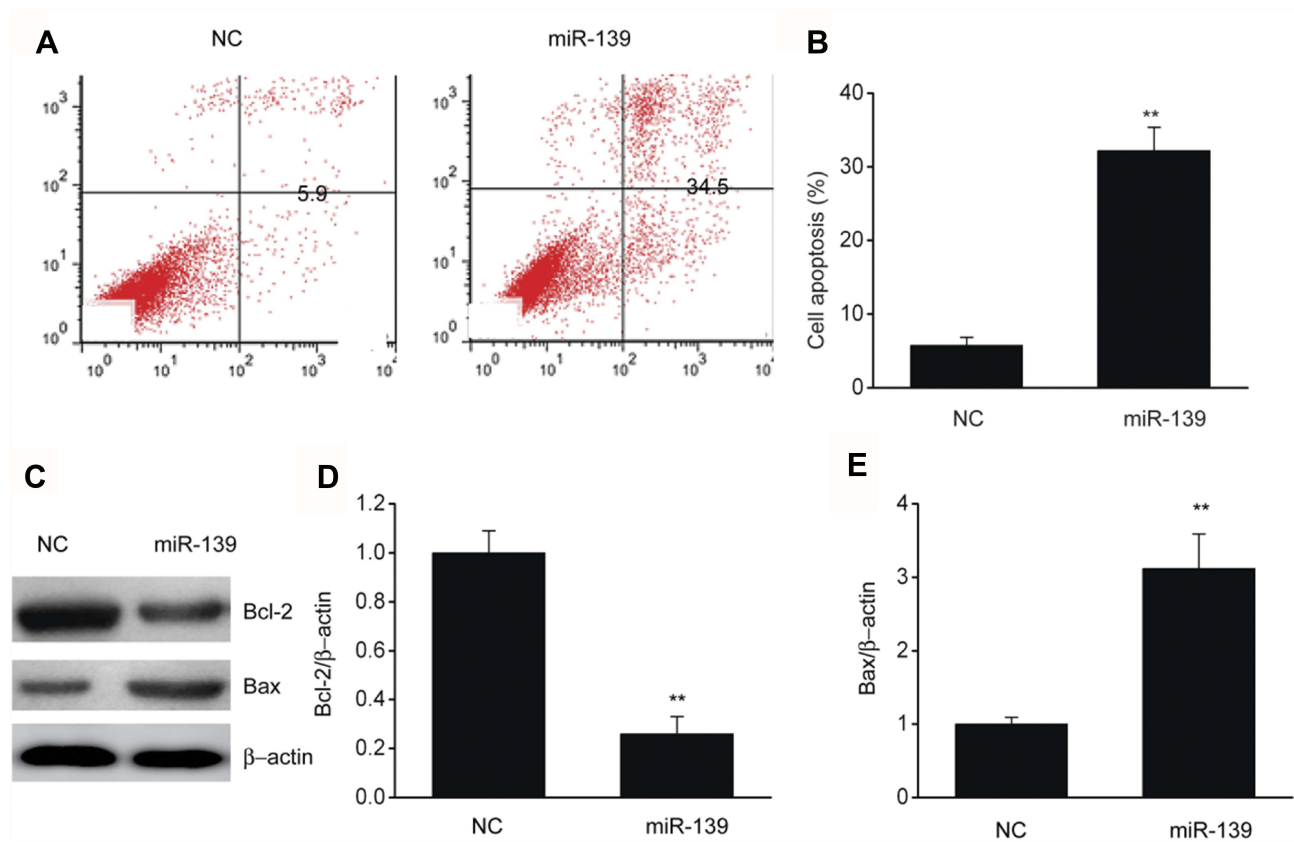 A
NC
miR-139
10³
10²
10¹
10⁰
5.9
10⁰ 10¹ 10² 10³
10³
10²
10¹
10⁰
34.5
10⁰ 10¹ 10² 10³
B
Cell apoptosis (%)
40
30
20
10
0
**
NC
miR-139
C
NC
miR-139
Bcl-2
Bax
β–actin
D
Bcl-2/β–actin
1.2
1.0
0.8
0.6
0.4
0.2
0.0
**
NC
miR-139
E
Bax/β–actin
4
3
2
1
0
**
NC
miR-139